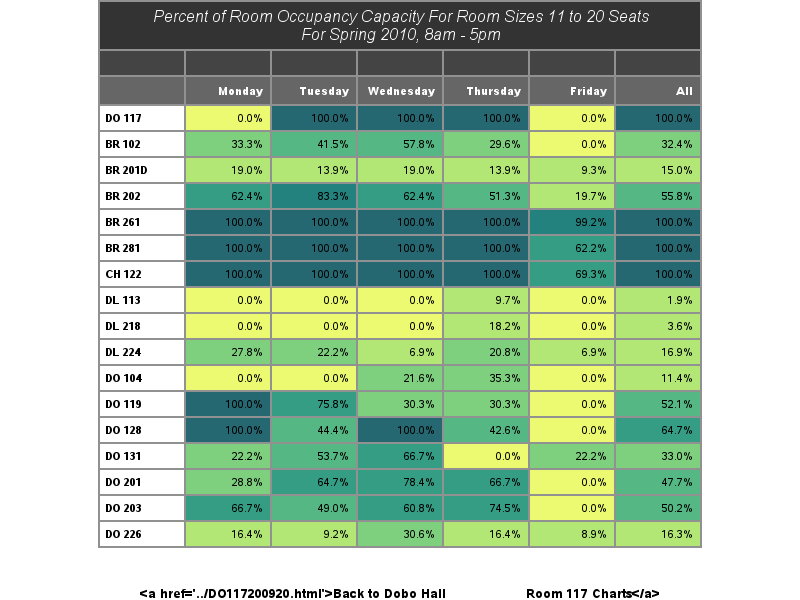 Percent of Room Occupancy Capacity For Room Sizes 11 to 20 Seats
For Spring 2010, 8am - 5pm
Monday Tuesday Wednesday Thursday Friday All
DO 117 0.0% 100.0% 100.0% 100.0% 0.0% 100.0%
BR 102 33.3% 41.5% 57.8% 29.6% 0.0% 32.4%
BR 201D 19.0% 13.9% 19.0% 13.9% 9.3% 15.0%
BR 202 62.4% 83.3% 62.4% 51.3% 19.7% 55.8%
BR 261 100.0% 100.0% 100.0% 100.0% 99.2% 100.0%
BR 281 100.0% 100.0% 100.0% 100.0% 62.2% 100.0%
CH 122 100.0% 100.0% 100.0% 100.0% 69.3% 100.0%
DL 113 0.0% 0.0% 0.0% 9.7% 0.0% 1.9%
DL 218 0.0% 0.0% 0.0% 18.2% 0.0% 3.6%
DL 224 27.8% 22.2% 6.9% 20.8% 6.9% 16.9%
DO 104 0.0% 0.0% 21.6% 35.3% 0.0% 11.4%
DO 119 100.0% 75.8% 30.3% 30.3% 0.0% 52.1%
DO 128 100.0% 44.4% 100.0% 42.6% 0.0% 64.7%
DO 131 22.2% 53.7% 66.7% 0.0% 22.2% 33.0%
DO 201 28.8% 64.7% 78.4% 66.7% 0.0% 47.7%
DO 203 66.7% 49.0% 60.8% 74.5% 0.0% 50.2%
DO 226 16.4% 9.2% 30.6% 16.4% 8.9% 16.3%
<a href='../DO117200920.html'>Back to Dobo Hall Room 117 Charts</a>